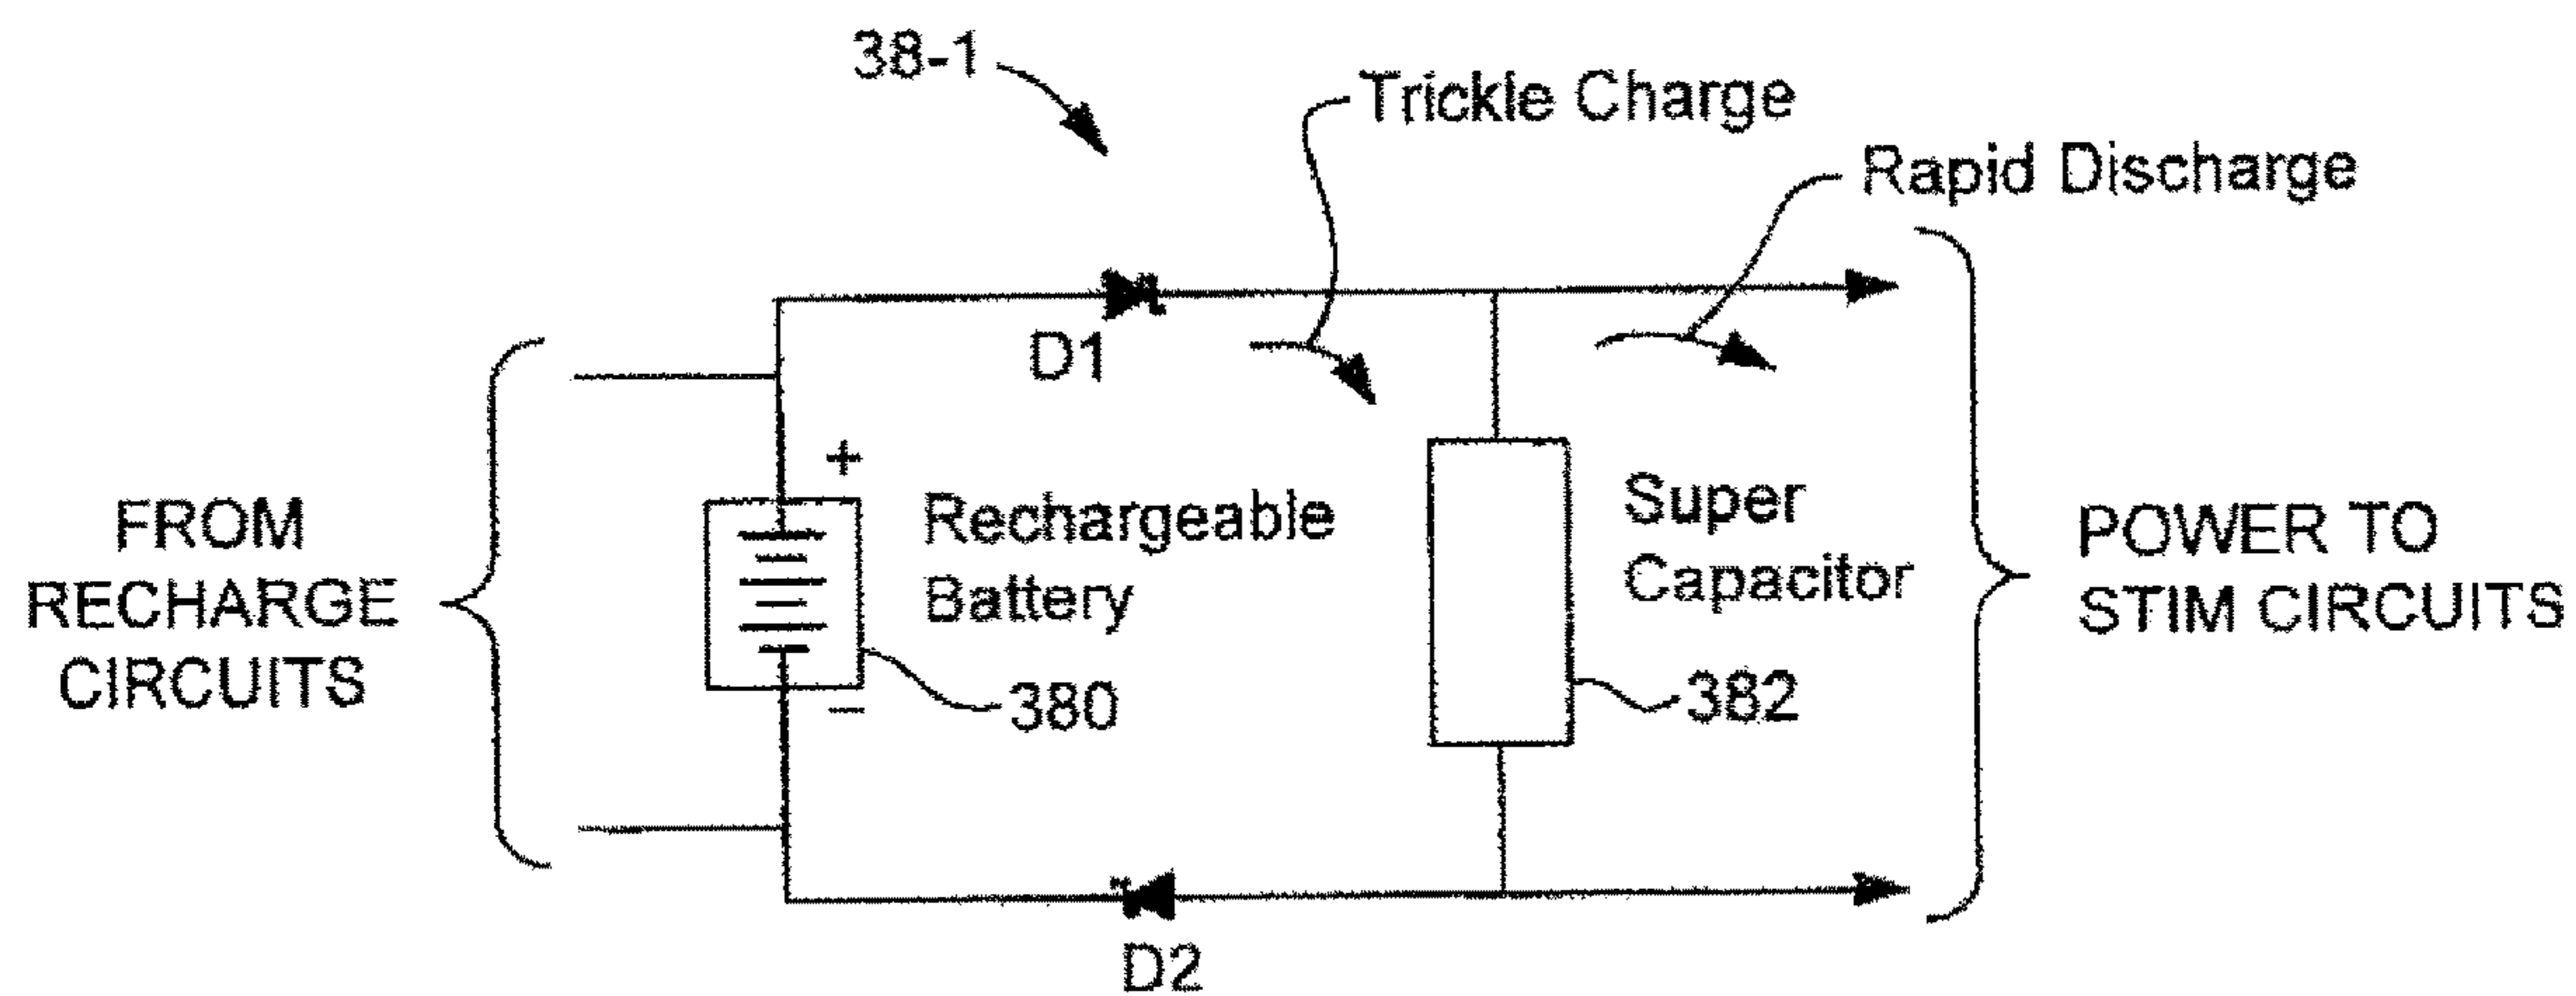 38-1
Trickle Charge
Rapid Discharge
D1
+
FROM
RECHARGE
CIRCUITS
Rechargeable
Battery
380
−
Super
Capacitor
382
POWER TO
STIM CIRCUITS
D2